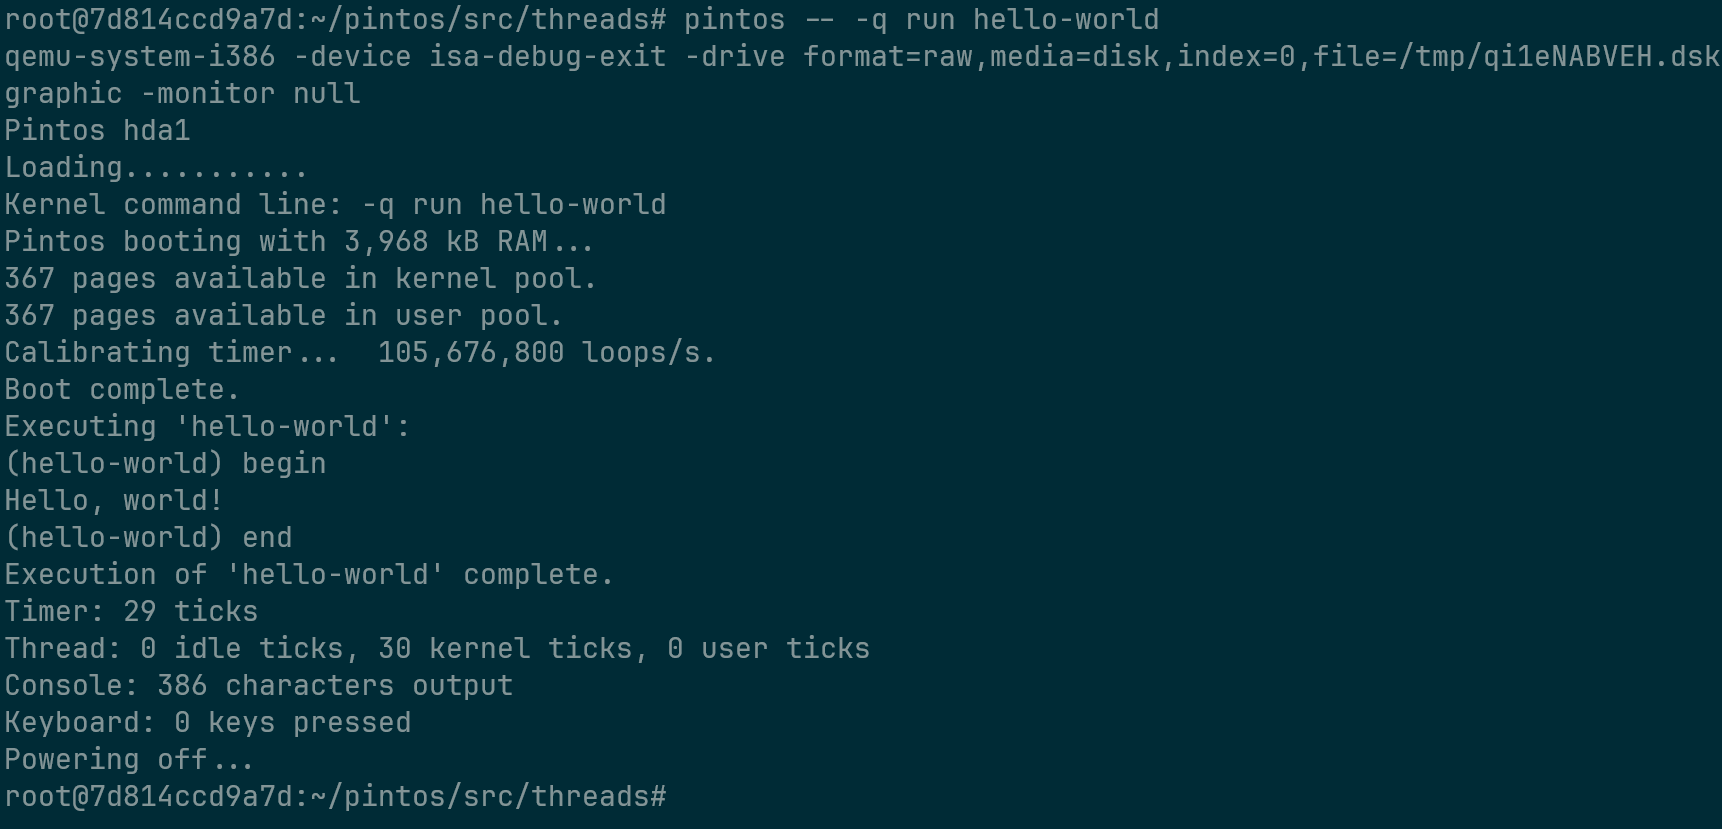 root@7d814ccd9a7d:~/pintos/src/threads# pintos -- -q run hello-world
qemu-system-i386 -device isa-debug-exit -drive format=raw,media=disk,index=0,file=/tmp/qi1eNABVEH.dsk
graphic -monitor null
Pintos hda1
Loading...........
Kernel command line: -q run hello-world
Pintos booting with 3,968 kB RAM...
367 pages available in kernel pool.
367 pages available in user pool.
Calibrating timer...  105,676,800 loops/s.
Boot complete.
Executing 'hello-world':
(hello-world) begin
Hello, world!
(hello-world) end
Execution of 'hello-world' complete.
Timer: 29 ticks
Thread: 0 idle ticks, 30 kernel ticks, 0 user ticks
Console: 386 characters output
Keyboard: 0 keys pressed
Powering off...
root@7d814ccd9a7d:~/pintos/src/threads#